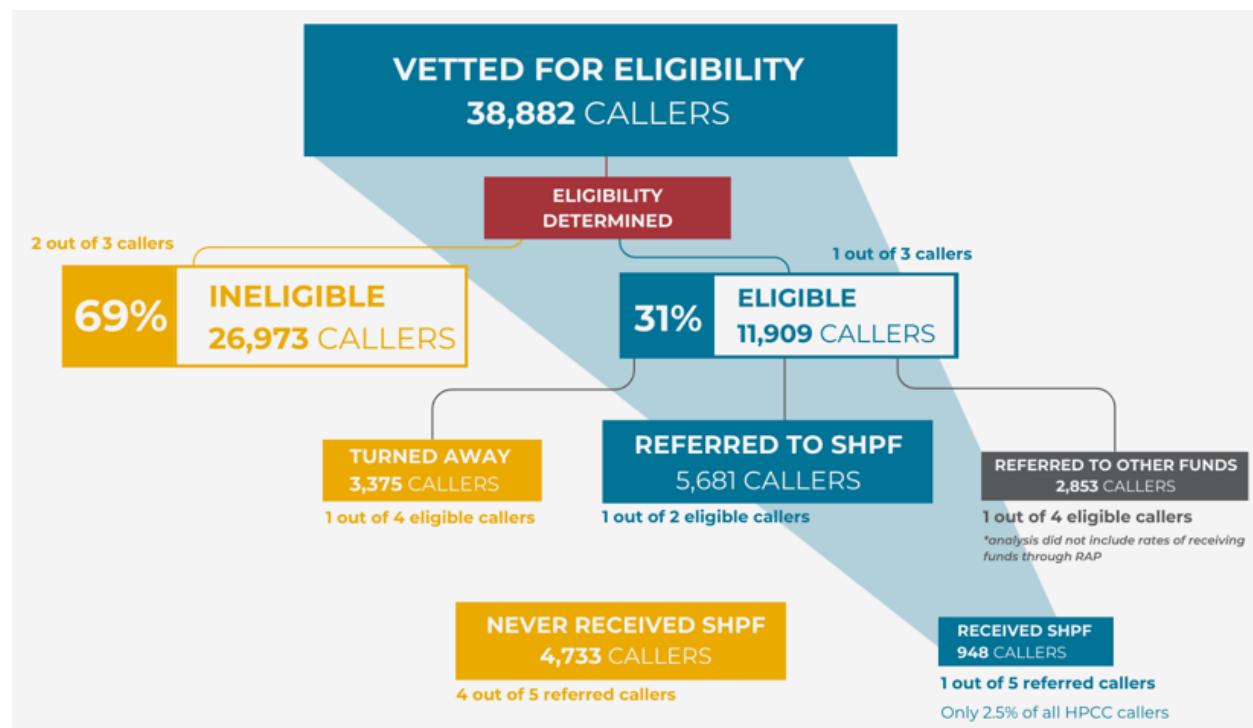 VETTED FOR ELIGIBILITY
38,882 CALLERS
ELIGIBILITY
DETERMINED
2 out of 3 callers
69%
INELIGIBLE
26,973 CALLERS
1 out of 3 callers
31%
ELIGIBLE
11,909 CALLERS
TURNED AWAY
3,375 CALLERS
1 out of 4 eligible callers
REFERRED TO SHPF
5,681 CALLERS
1 out of 2 eligible callers
REFERRED TO OTHER FUNDS
2,853 CALLERS
1 out of 4 eligible callers
*analysis did not include rates of receiving
funds through RAP
NEVER RECEIVED SHPF
4,733 CALLERS
4 out of 5 referred callers
RECEIVED SHPF
948 CALLERS
1 out of 5 referred callers
Only 2.5% of all HPCC callers